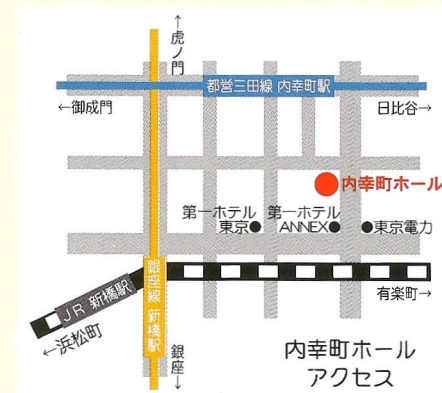 ↑虎ノ門
都営三田線 内幸町駅
←御成門
日比谷→
内幸町ホール
第一ホテル
東京●
第一ホテル
ANNEX●
●東京電力
銀座線 新橋駅
JR 新橋駅
有楽町→
←浜松町
銀座↓
内幸町ホール
アクセス